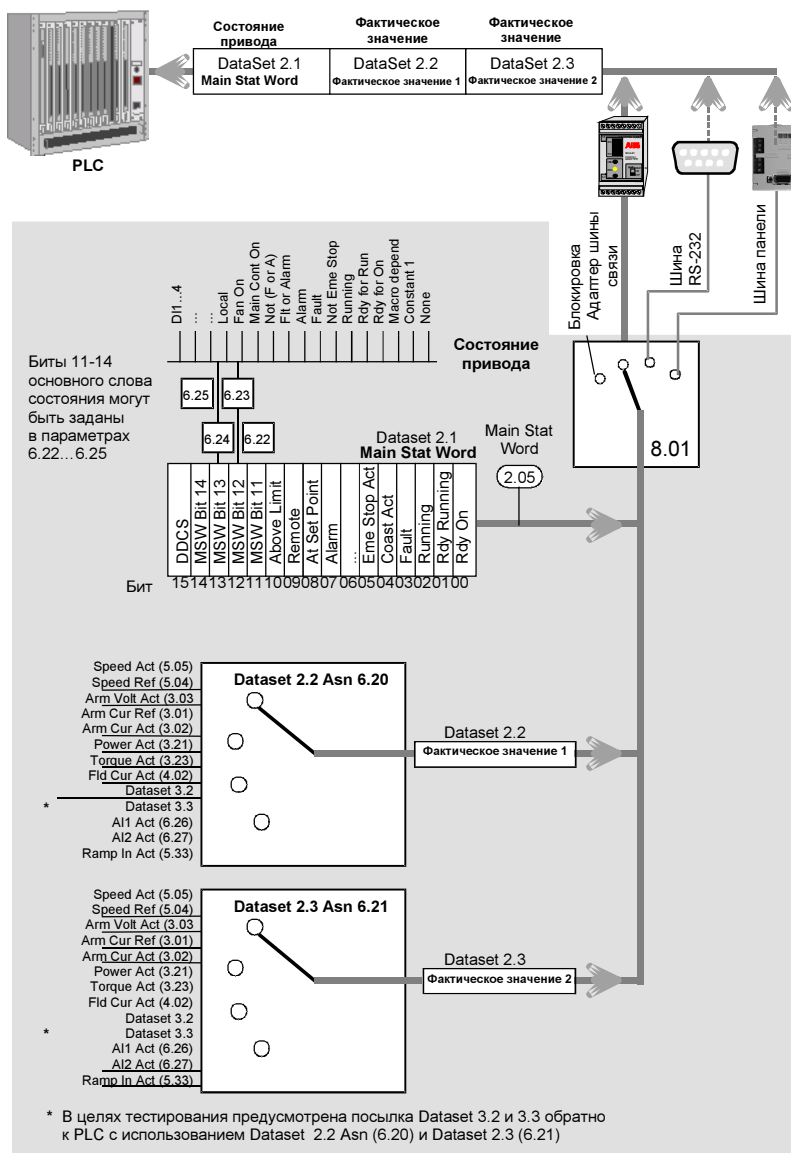 Состояние привода
Фактическое значение
Фактическое значение
DataSet 2.1
Main Stat Word
DataSet 2.2
Фактическое значение 1
DataSet 2.3
Фактическое значение 2
PLC
ABB
Блокировка
Адаптер шины связи
Шина RS-232
Шина панели
DI1...4
...
...
Local
Fan On
Main Cont On
Not (F or A)
Flt or Alarm
Alarm
Fault
Not Eme Stop
Running
Rdy for Run
Rdy for On
Macro depend
Constant 1
None
Состояние
привода
Биты 11-14
основного слова
состояния могут
быть заданы
в параметрах
6.22...6.25
6.25
6.23
6.24
6.22
8.01
Dataset 2.1
Main Stat Word
Main Stat
Word
2.05
DDCS
MSW Bit 14
MSW Bit 13
MSW Bit 12
MSW Bit 11
Above Limit
Remote
At Set Point
Alarm
...
Eme Stop Act
Coast Act
Fault
Running
Rdy Running
Rdy On
Бит
15141312111009080706050403020100
Speed Act (5.05)
Speed Ref (5.04)
Arm Volt Act (3.03
Arm Cur Ref (3.01)
Arm Cur Act (3.02)
Power Act (3.21)
Torque Act (3.23)
Fld Cur Act (4.02)
Dataset 3.2
* Dataset 3.3
AI1 Act (6.26)
AI2 Act (6.27)
Ramp In Act (5.33)
Dataset 2.2 Asn 6.20
Dataset 2.2
Фактическое значение 1
Speed Act (5.05)
Speed Ref (5.04)
Arm Volt Act (3.03
Arm Cur Ref (3.01)
Arm Cur Act (3.02)
Power Act (3.21)
Torque Act (3.23)
Fld Cur Act (4.02)
Dataset 3.2
* Dataset 3.3
AI1 Act (6.26)
AI2 Act (6.27)
Ramp In Act (5.33)
Dataset 2.3 Asn 6.21
Dataset 2.3
Фактическое значение 2
* В целях тестирования предусмотрена посылка Dataset 3.2 и 3.3 обратно
к PLC с использованием Dataset 2.2 Asn (6.20) и Dataset 2.3 (6.21)